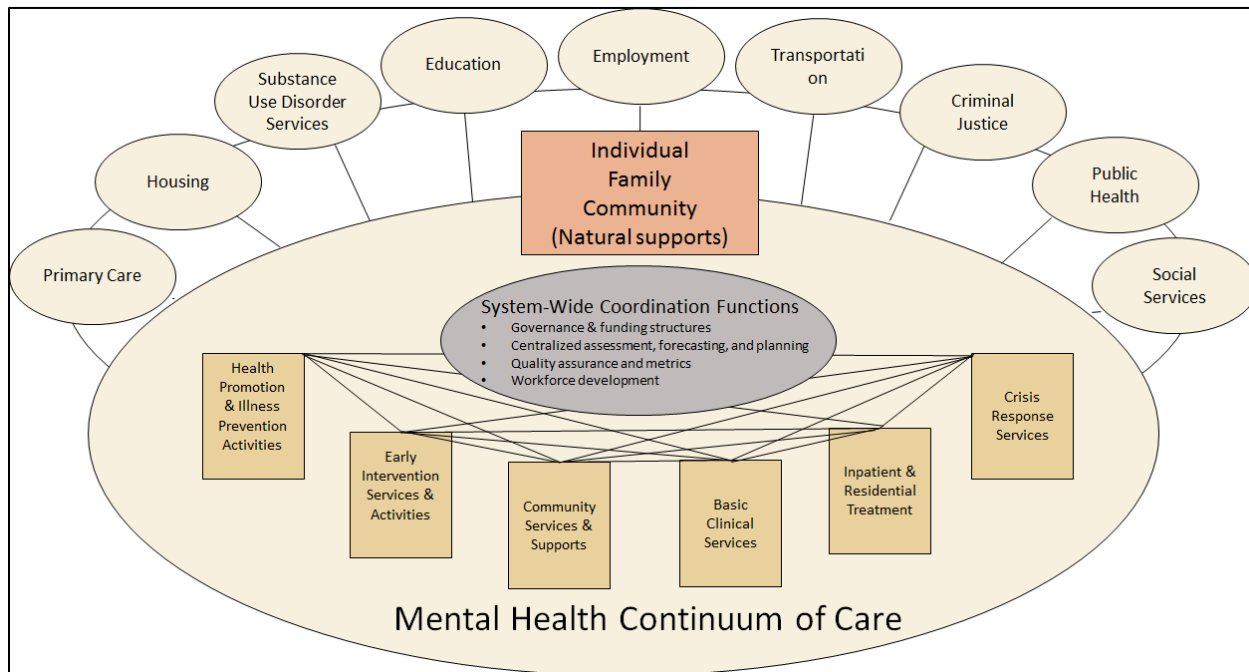 Employment
Education
Transportati
on
Substance
Use Disorder
Services
Criminal
Justice
Housing
Public
Health
Primary Care
Social
Services
Individual
Family
Community
(Natural supports)
System-Wide Coordination Functions
• Governance & funding structures
• Centralized assessment, forecasting, and planning
• Quality assurance and metrics
• Workforce development
Health
Promotion
& Illness
Prevention
Activities
Early
Intervention
Services &
Activities
Community
Services &
Supports
Basic
Clinical
Services
Inpatient &
Residential
Treatment
Crisis
Response
Services
Mental Health Continuum of Care